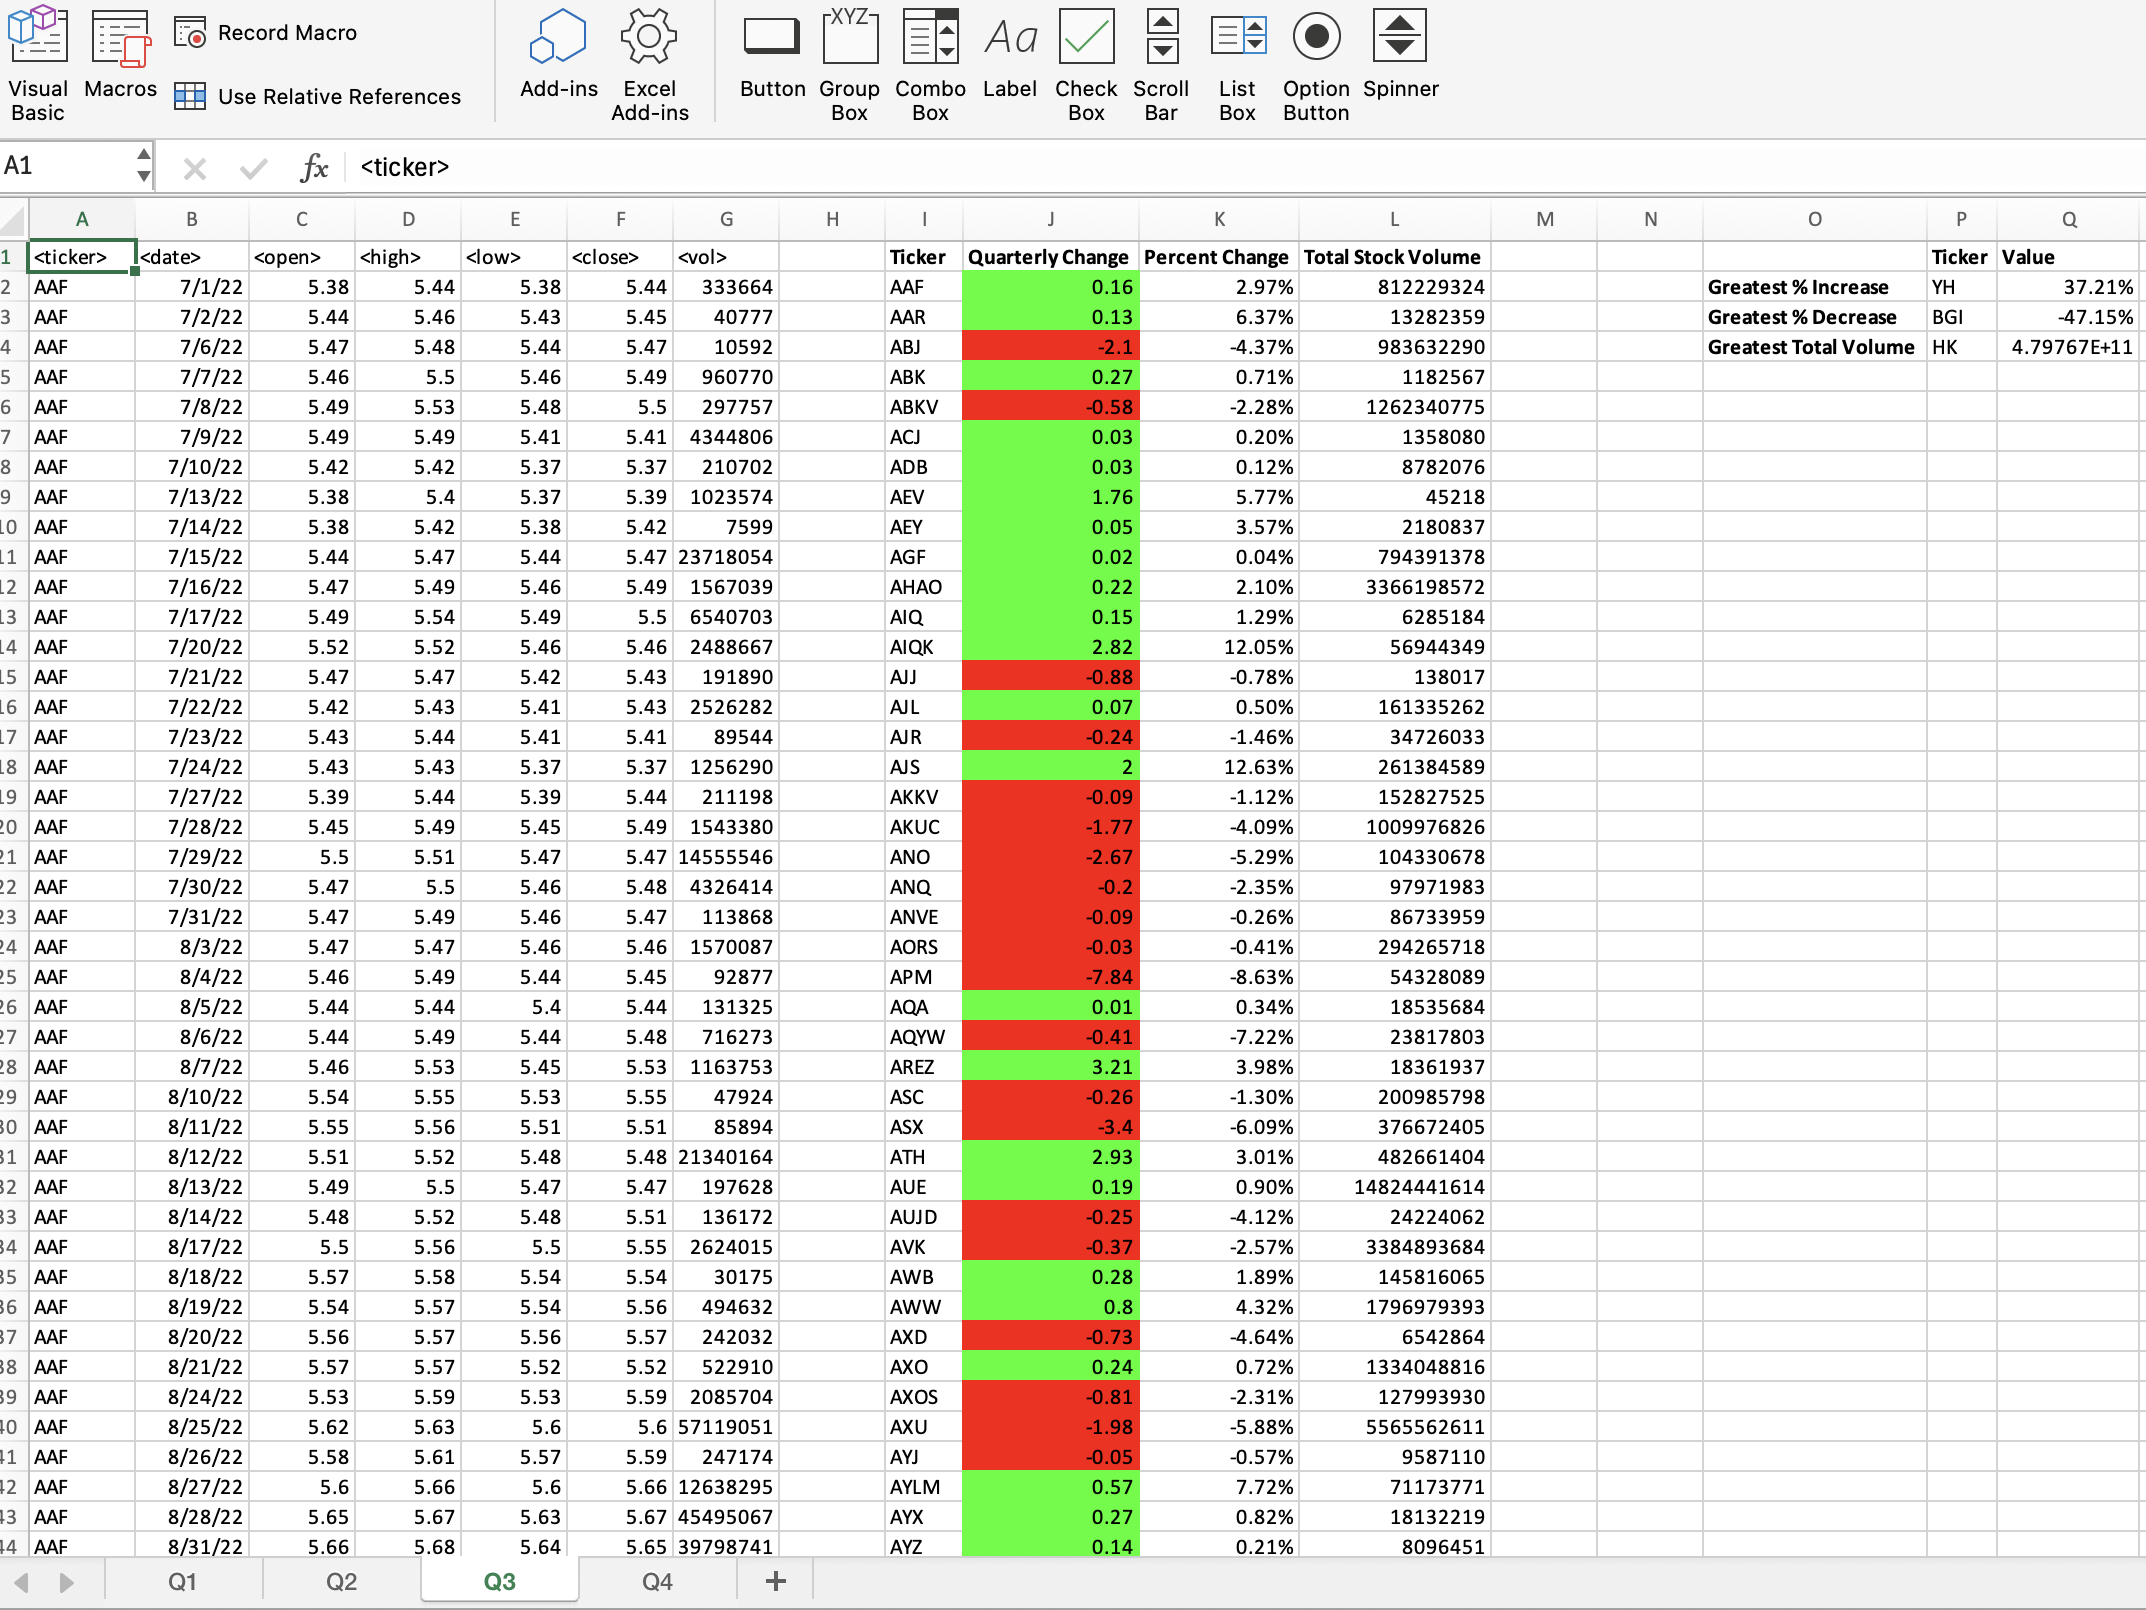 Visual Basic
Macros
Record Macro
Use Relative References
Add-ins
Excel Add-ins
Button
XYZ
Group Box
Combo Box
Aa
Label
Check Box
Scroll Bar
List Box
Option Button
Spinner
A1 fx <ticker>
A B C D E F G H I J K L M N O P Q
1 <ticker> <date> <open> <high> <low> <close> <vol> Ticker Quarterly Change Percent Change Total Stock Volume Ticker Value
2 AAF 7/1/22 5.38 5.44 5.38 5.44 333664 AAF 0.16 2.97% 812229324 Greatest % Increase YH 37.21%
3 AAF 7/2/22 5.44 5.46 5.43 5.45 40777 AAR 0.13 6.37% 13282359 Greatest % Decrease BGI -47.15%
4 AAF 7/6/22 5.47 5.48 5.44 5.47 10592 ABJ -2.1 -4.37% 983632290 Greatest Total Volume HK 4.79767E+11
5 AAF 7/7/22 5.46 5.5 5.46 5.49 960770 ABK 0.27 0.71% 1182567
6 AAF 7/8/22 5.49 5.53 5.48 5.5 297757 ABKV -0.58 -2.28% 1262340775
7 AAF 7/9/22 5.49 5.49 5.41 5.41 4344806 ACJ 0.03 0.20% 1358080
8 AAF 7/10/22 5.42 5.42 5.37 5.37 210702 ADB 0.03 0.12% 8782076
9 AAF 7/13/22 5.38 5.4 5.37 5.39 1023574 AEV 1.76 5.77% 45218
10 AAF 7/14/22 5.38 5.42 5.38 5.42 7599 AEY 0.05 3.57% 2180837
11 AAF 7/15/22 5.44 5.47 5.44 5.47 23718054 AGF 0.02 0.04% 794391378
12 AAF 7/16/22 5.47 5.49 5.46 5.49 1567039 AHAO 0.22 2.10% 3366198572
13 AAF 7/17/22 5.49 5.54 5.49 5.5 6540703 AIQ 0.15 1.29% 6285184
14 AAF 7/20/22 5.52 5.52 5.46 5.46 2488667 AIQK 2.82 12.05% 56944349
15 AAF 7/21/22 5.47 5.47 5.42 5.43 191890 AJJ -0.88 -0.78% 138017
16 AAF 7/22/22 5.42 5.43 5.41 5.43 2526282 AJL 0.07 0.50% 161335262
17 AAF 7/23/22 5.43 5.44 5.41 5.41 89544 AJR -0.24 -1.46% 34726033
18 AAF 7/24/22 5.43 5.43 5.37 5.37 1256290 AJS 2 12.63% 261384589
19 AAF 7/27/22 5.39 5.44 5.39 5.44 211198 AKKV -0.09 -1.12% 152827525
20 AAF 7/28/22 5.45 5.49 5.45 5.49 1543380 AKUC -1.77 -4.09% 1009976826
21 AAF 7/29/22 5.5 5.51 5.47 5.47 14555546 ANO -2.67 -5.29% 104330678
22 AAF 7/30/22 5.47 5.5 5.46 5.48 4326414 ANQ -0.2 -2.35% 97971983
23 AAF 7/31/22 5.47 5.49 5.46 5.47 113868 ANVE -0.09 -0.26% 86733959
24 AAF 8/3/22 5.47 5.47 5.46 5.46 1570087 AORS -0.03 -0.41% 294265718
25 AAF 8/4/22 5.46 5.49 5.44 5.45 92877 APM -7.84 -8.63% 54328089
26 AAF 8/5/22 5.44 5.44 5.4 5.44 131325 AQA 0.01 0.34% 18535684
27 AAF 8/6/22 5.44 5.49 5.44 5.48 716273 AQYW -0.41 -7.22% 23817803
28 AAF 8/7/22 5.46 5.53 5.45 5.53 1163753 AREZ 3.21 3.98% 18361937
29 AAF 8/10/22 5.54 5.55 5.53 5.55 47924 ASC -0.26 -1.30% 200985798
30 AAF 8/11/22 5.55 5.56 5.51 5.51 85894 ASX -3.4 -6.09% 376672405
31 AAF 8/12/22 5.51 5.52 5.48 5.48 21340164 ATH 2.93 3.01% 482661404
32 AAF 8/13/22 5.49 5.5 5.47 5.47 197628 AUE 0.19 0.90% 14824441614
33 AAF 8/14/22 5.48 5.52 5.48 5.51 136172 AUJD -0.25 -4.12% 24224062
34 AAF 8/17/22 5.5 5.56 5.5 5.55 2624015 AVK -0.37 -2.57% 3384893684
35 AAF 8/18/22 5.57 5.58 5.54 5.54 30175 AWB 0.28 1.89% 145816065
36 AAF 8/19/22 5.54 5.57 5.54 5.56 494632 AWW 0.8 4.32% 1796979393
37 AAF 8/20/22 5.56 5.57 5.56 5.57 242032 AXD -0.73 -4.64% 6542864
38 AAF 8/21/22 5.57 5.57 5.52 5.52 522910 AXO 0.24 0.72% 1334048816
39 AAF 8/24/22 5.53 5.59 5.53 5.59 2085704 AXOS -0.81 -2.31% 127993930
40 AAF 8/25/22 5.62 5.63 5.6 5.6 57119051 AXU -1.98 -5.88% 5565562611
41 AAF 8/26/22 5.58 5.61 5.57 5.59 247174 AYJ -0.05 -0.57% 9587110
42 AAF 8/27/22 5.6 5.66 5.6 5.66 12638295 AYLM 0.57 7.72% 71173771
43 AAF 8/28/22 5.65 5.67 5.63 5.67 45495067 AYX 0.27 0.82% 18132219
44 AAF 8/31/22 5.66 5.68 5.64 5.65 39798741 AYZ 0.14 0.21% 8096451
Q1 Q2 Q3 Q4 +